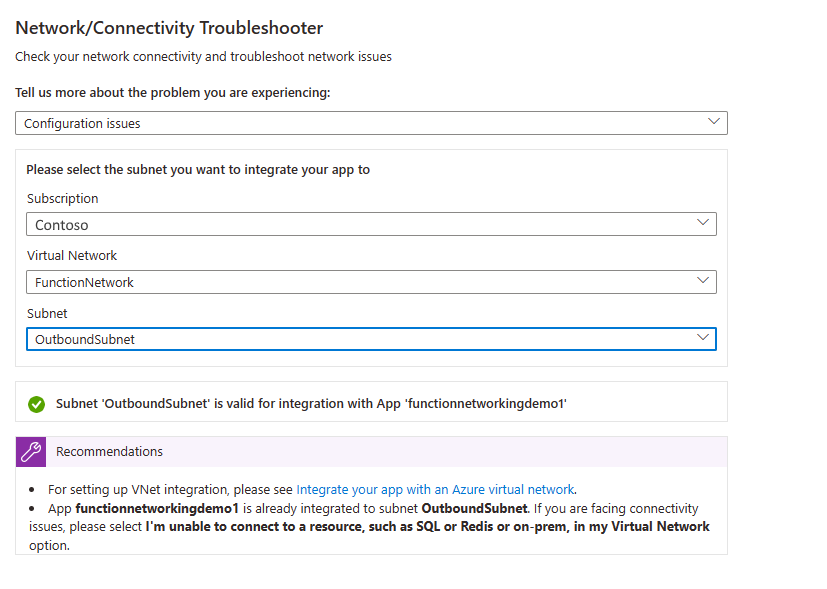 Network/Connectivity Troubleshooter
Check your network connectivity and troubleshoot network issues
Tell us more about the problem you are experiencing:
Configuration issues
Please select the subnet you want to integrate your app to
Subscription
Contoso
Virtual Network
FunctionNetwork
Subnet
OutboundSubnet
Subnet 'OutboundSubnet' is valid for integration with App 'functionnetworkingdemo1'
Recommendations
• For setting up VNet integration, please see Integrate your app with an Azure virtual network.
• App functionnetworkingdemo1 is already integrated to subnet OutboundSubnet. If you are facing connectivity
issues, please select I'm unable to connect to a resource, such as SQL or Redis or on-prem, in my Virtual Network
option.